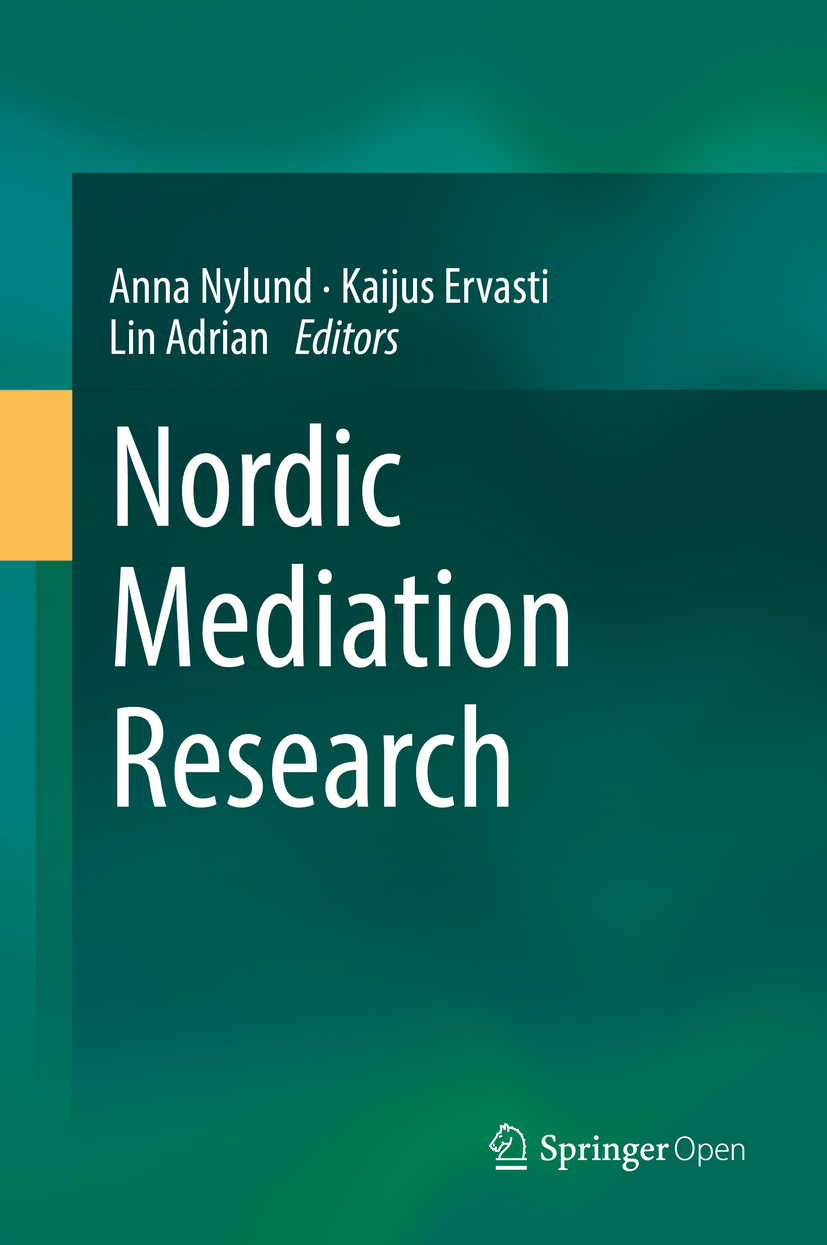 Anna Nylund · Kaijus Ervasti
Lin Adrian Editors
Nordic
Mediation
Research
Springer Open